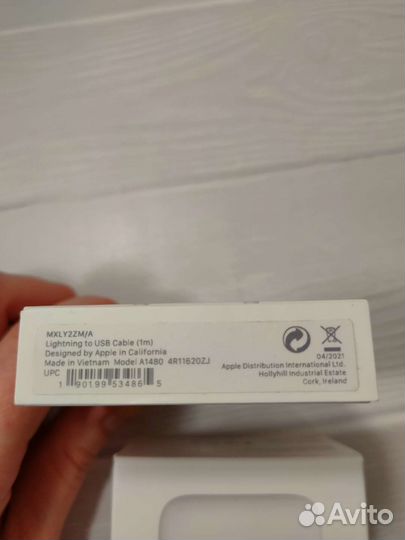 MXLY2ZM/A
Lightning to USB Cable (1m)
Designed by Apple in California
Made in Vietnam Model A1480 4R11620ZJ
UPC
1 90199 53486 5
04/2021
Apple Distribution International Ltd.
Hollyhill Industrial Estate
Cork, Ireland
Avito